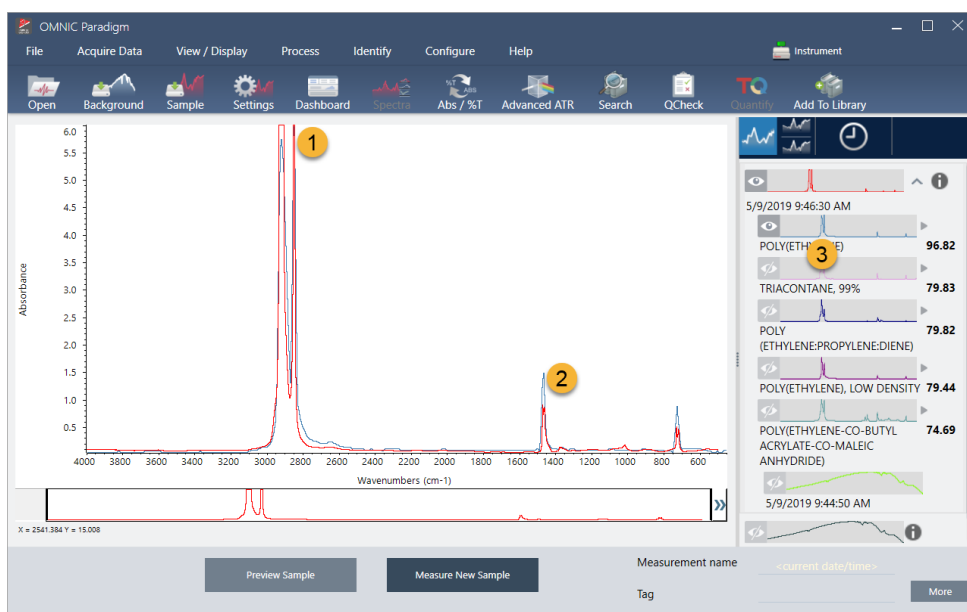 OMNIC Paradigm
File Acquire Data View / Display Process Identify Configure Help Instrument
%T ABS
Open Background Sample Settings Dashboard Spectra Abs / %T Advanced ATR Search QCheck Quantify Add To Library
TQ
1
2
3
6.0
5.5
5.0
4.5
4.0
3.5
3.0
2.5
2.0
1.5
1.0
0.5
Absorbance
4000 3800 3600 3400 3200 3000 2800 2600 2400 2200 2000 1800 1600 1400 1200 1000 800 600
Wavenumbers (cm-1)
X = 2541.384 Y = 15.008
5/9/2019 9:46:30 AM
POLY(ETHYLENE) 96.82
TRIACONTANE, 99% 79.83
POLY 79.82
(ETHYLENE:PROPYLENE:DIENE)
POLY(ETHYLENE), LOW DENSITY 79.44
POLY(ETHYLENE-CO-BUTYL 74.69
ACRYLATE-CO-MALEIC
ANHYDRIDE)
5/9/2019 9:44:50 AM
Preview Sample
Measure New Sample
Measurement name <current date/time>
Tag
More